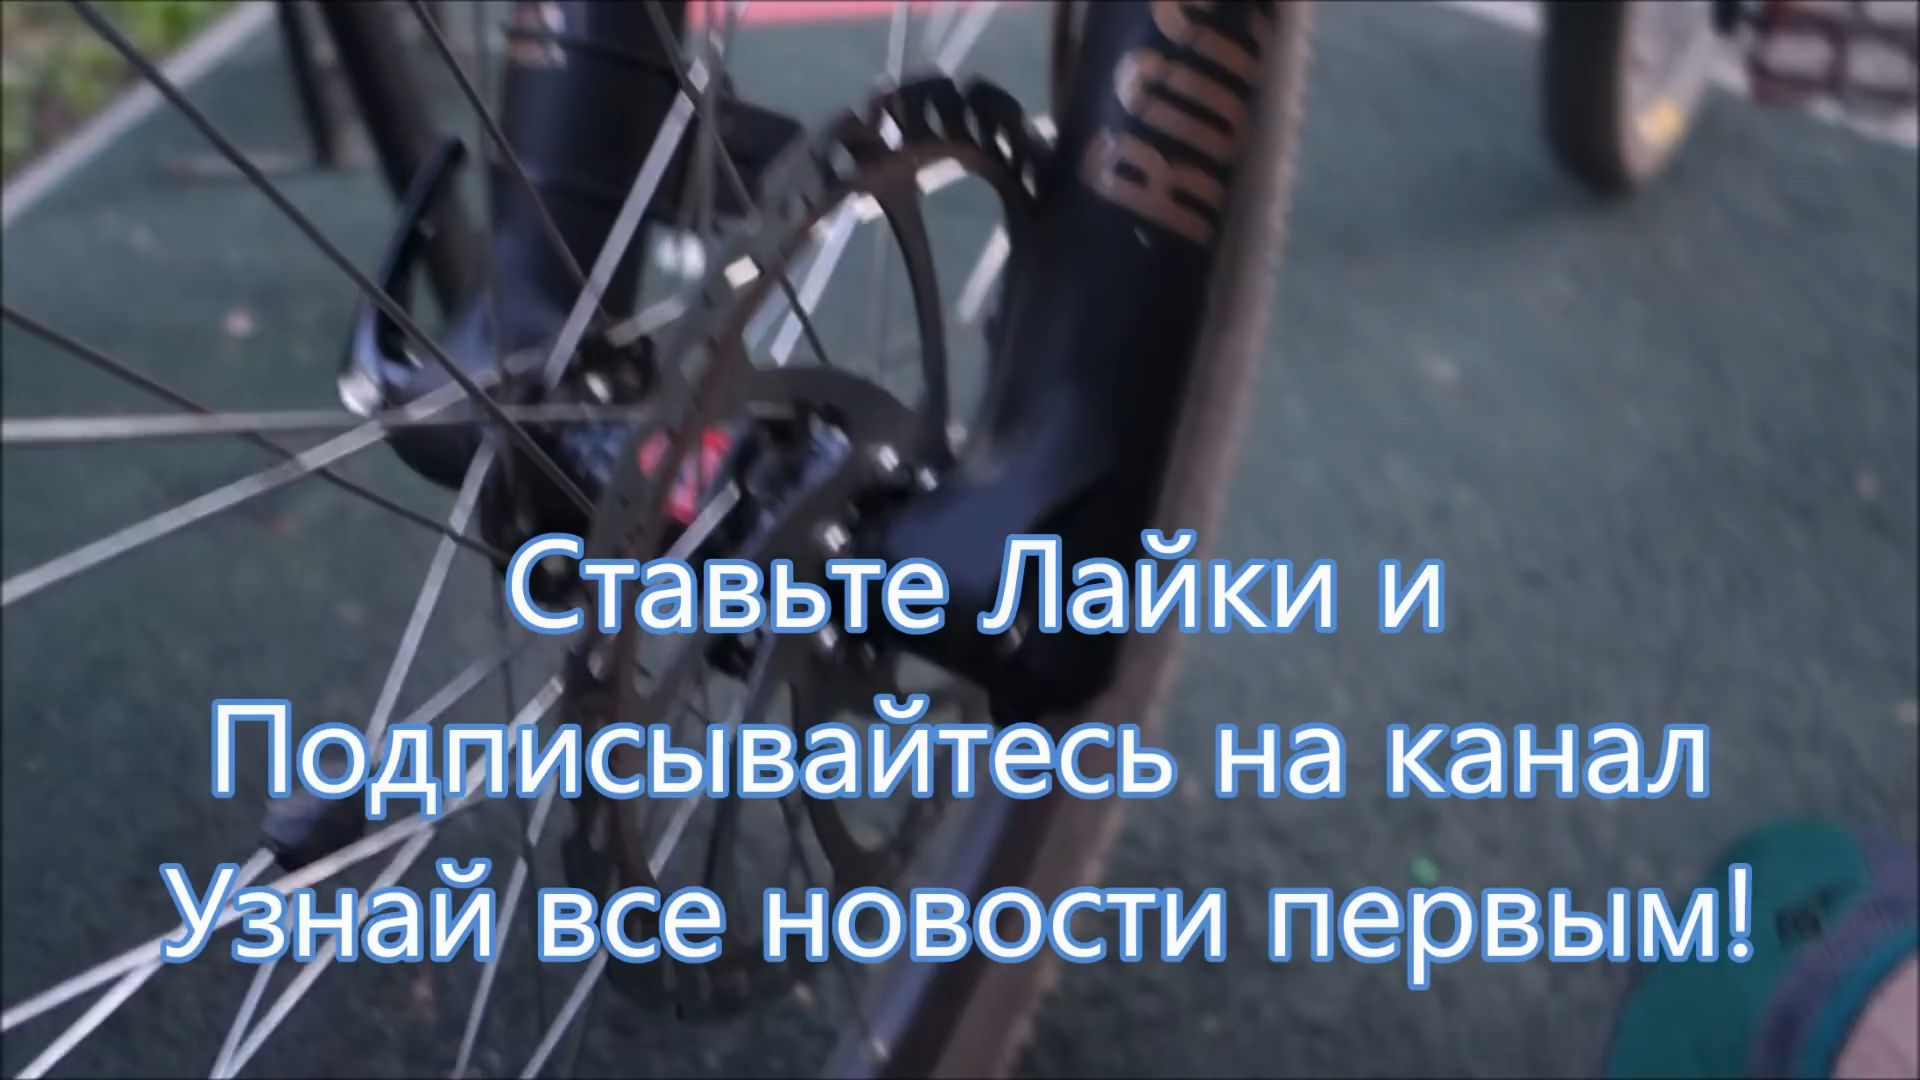 Ставьте Лайки и
Подписывайтесь на канал
Узнай все новости первым!